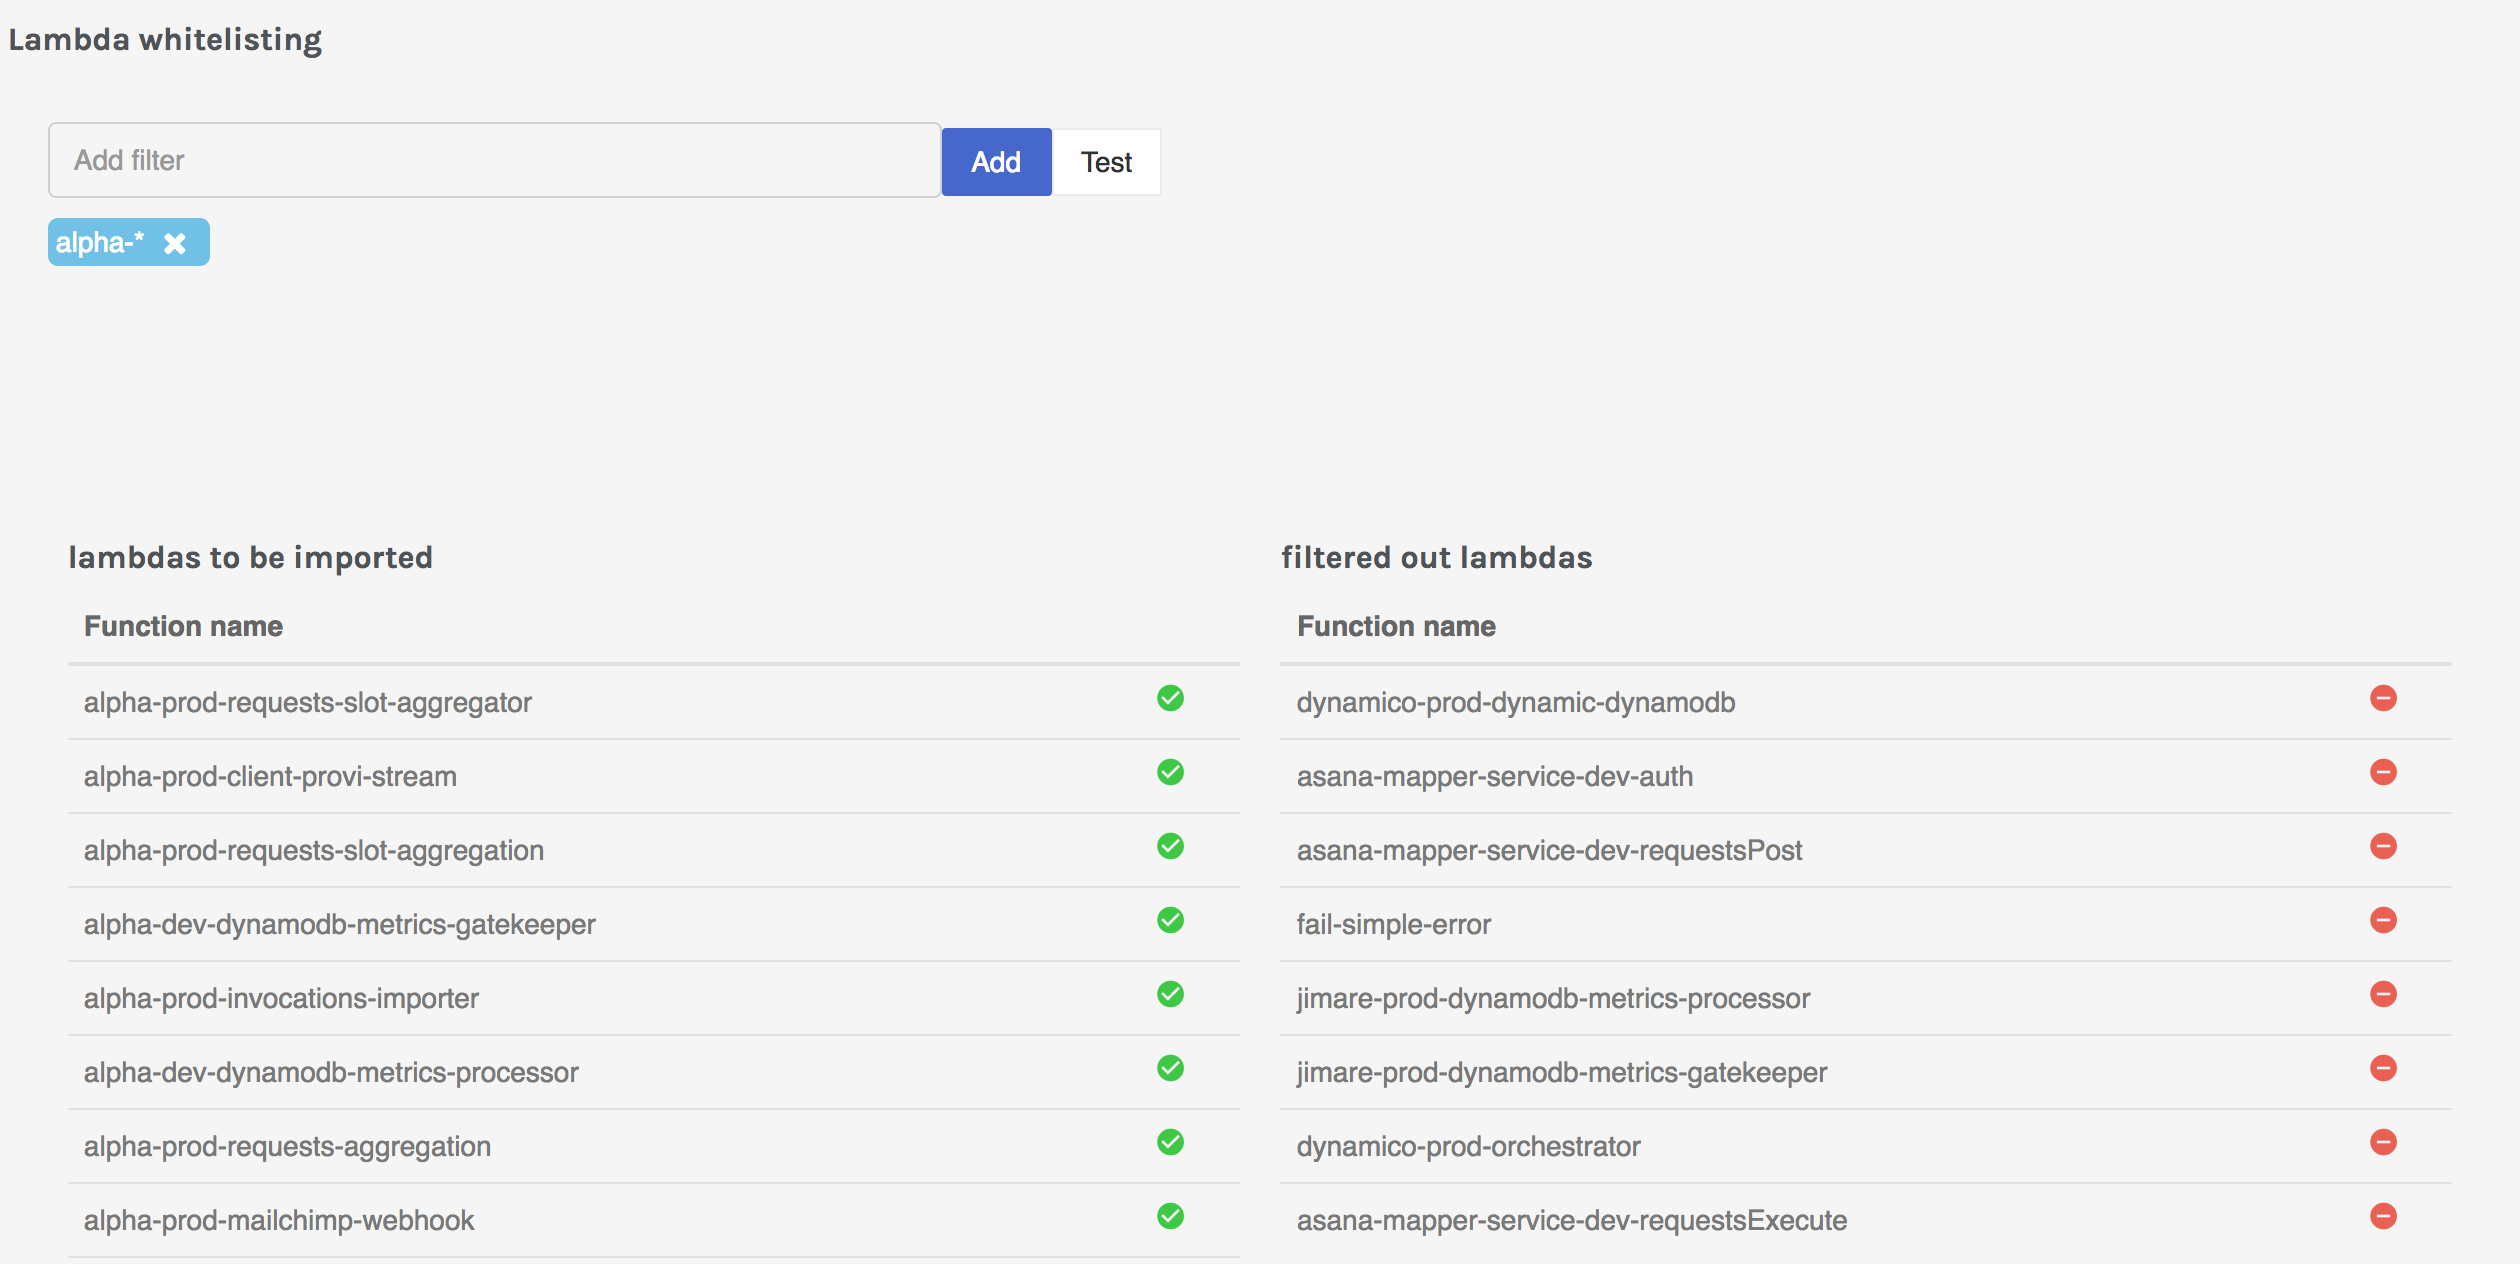 Lambda whitelisting
Add filter
Add
Test
alpha-*
lambdas to be imported
Function name
alpha-prod-requests-slot-aggregator
alpha-prod-client-provi-stream
alpha-prod-requests-slot-aggregation
alpha-dev-dynamodb-metrics-gatekeeper
alpha-prod-invocations-importer
alpha-dev-dynamodb-metrics-processor
alpha-prod-requests-aggregation
alpha-prod-mailchimp-webhook
filtered out lambdas
Function name
dynamico-prod-dynamic-dynamodb
asana-mapper-service-dev-auth
asana-mapper-service-dev-requestsPost
fail-simple-error
jimare-prod-dynamodb-metrics-processor
jimare-prod-dynamodb-metrics-gatekeeper
dynamico-prod-orchestrator
asana-mapper-service-dev-requestsExecute